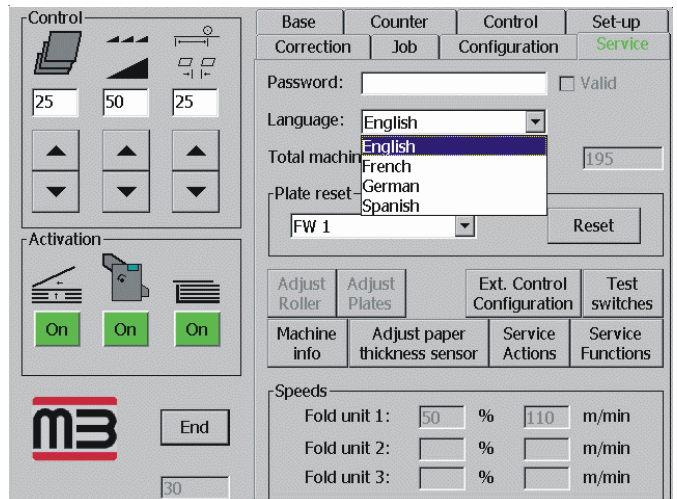 Control
25 50 25
Activation
On On On
M3
End
30
Base Counter Control Set-up
Correction Job Configuration Service
Password: Valid
Language: English
English
French
German
Spanish
Total machin 195
Plate reset
FW 1 Reset
Adjust Roller
Adjust Plates
Ext. Control Configuration
Test switches
Machine info
Adjust paper thickness sensor
Service Actions
Service Functions
Speeds
Fold unit 1: 50 % 110 m/min
Fold unit 2: % m/min
Fold unit 3: % m/min